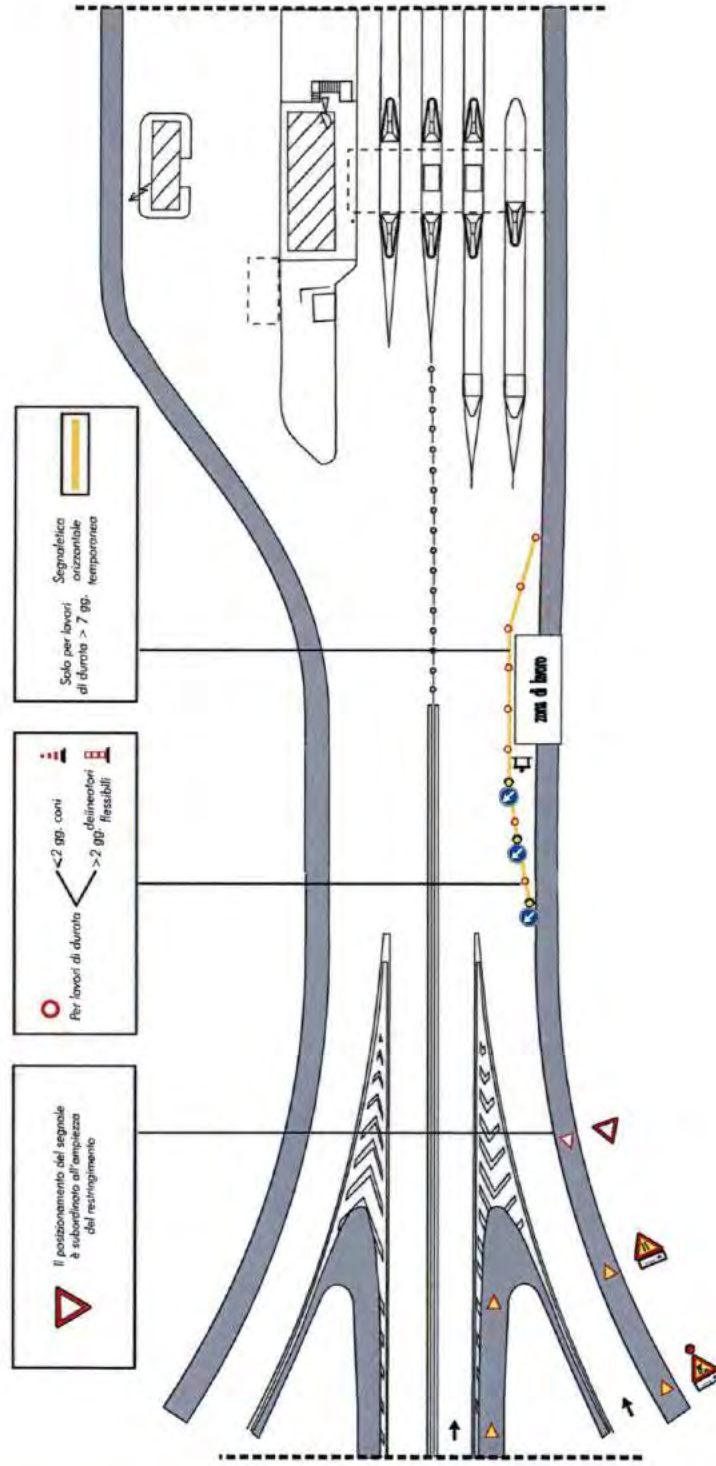 Il posizionamento del segnale
è subordinato all'ampiezza
del restringimento
Per lavori di durata
<2 gg. coni
>2 gg. delineatori
flessibili
Solo per lavori
di durata > 7 gg.
Segnaletica
orizzontale
temporanea
zona di lavoro